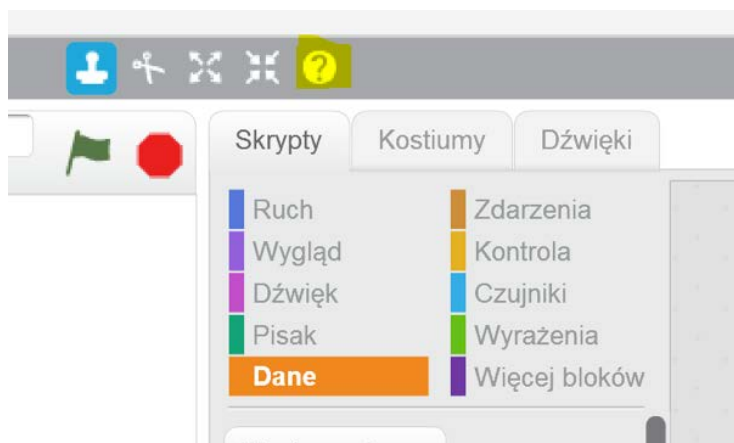 ?
Skrypty Kostiumy Dźwięki
Ruch Zdarzenia
Wygląd Kontrola
Dźwięk Czujniki
Pisak Wyrażenia
Dane Więcej bloków